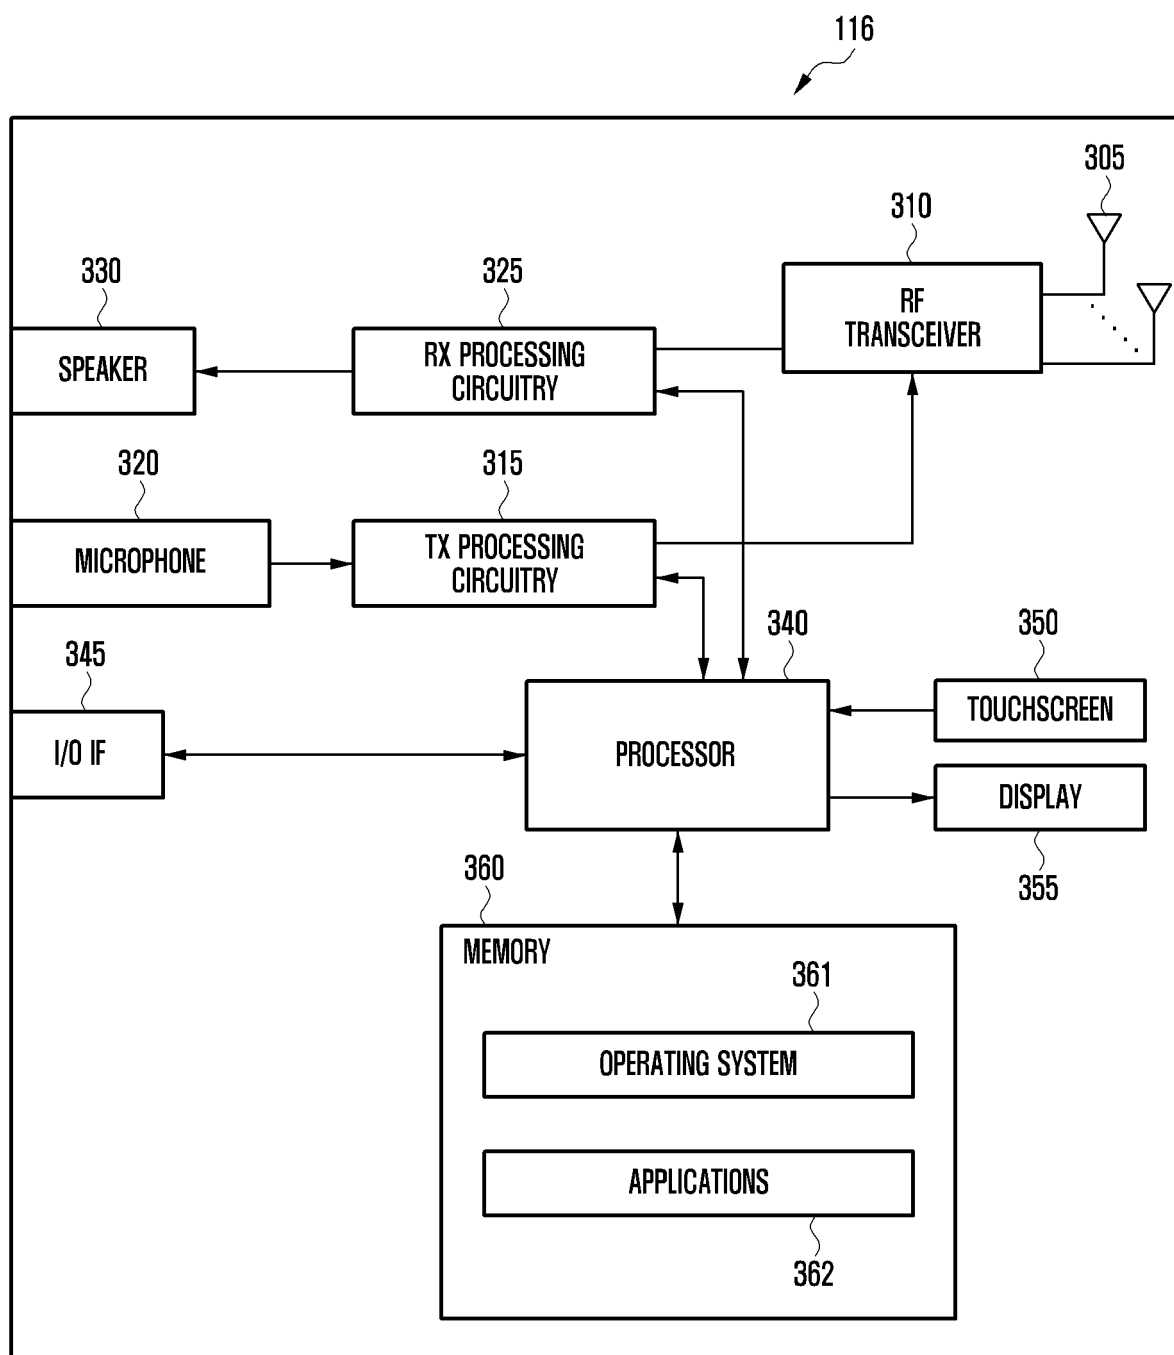 116
305
310
RF
TRANSCEIVER
330
SPEAKER
325
RX PROCESSING
CIRCUITRY
320
MICROPHONE
315
TX PROCESSING
CIRCUITRY
345
I/O IF
340
PROCESSOR
350
TOUCHSCREEN
DISPLAY
355
360
MEMORY
361
OPERATING SYSTEM
APPLICATIONS
362